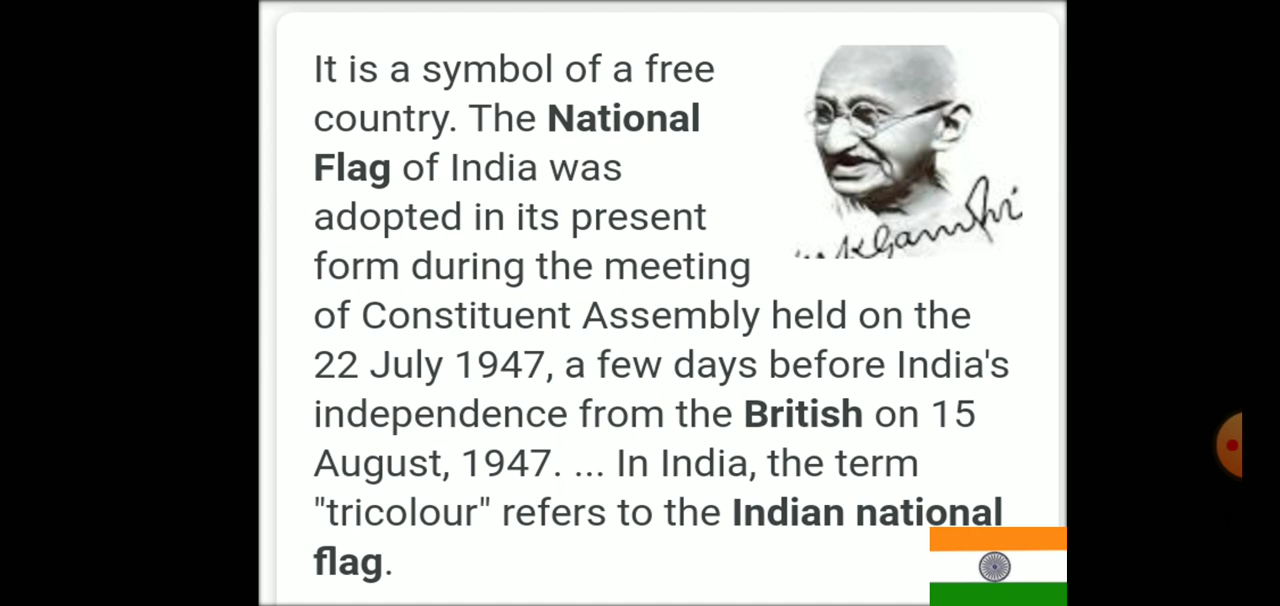 It is a symbol of a free
country. The National
Flag of India was
adopted in its present
form during the meeting
of Constituent Assembly held on the
22 July 1947, a few days before India's
independence from the British on 15
August, 1947. ... In India, the term
"tricolour" refers to the Indian national
flag.
MKGandhi